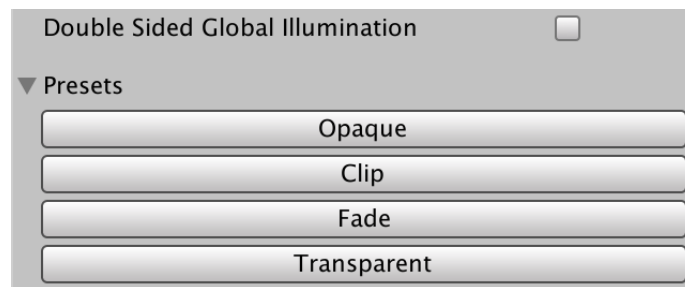 Double Sided Global Illumination
Presets
Opaque
Clip
Fade
Transparent